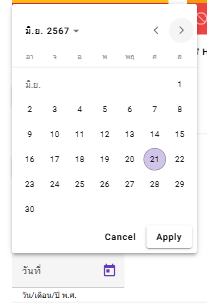 มิ.ย. 2567
อา จ อ พ พฤ ศ ส
มิ.ย. 1
2 3 4 5 6 7 8
9 10 11 12 13 14 15
16 17 18 19 20 21 22
23 24 25 26 27 28 29
30
Cancel Apply
วันที่
วัน/เดือน/ปี พ.ศ.